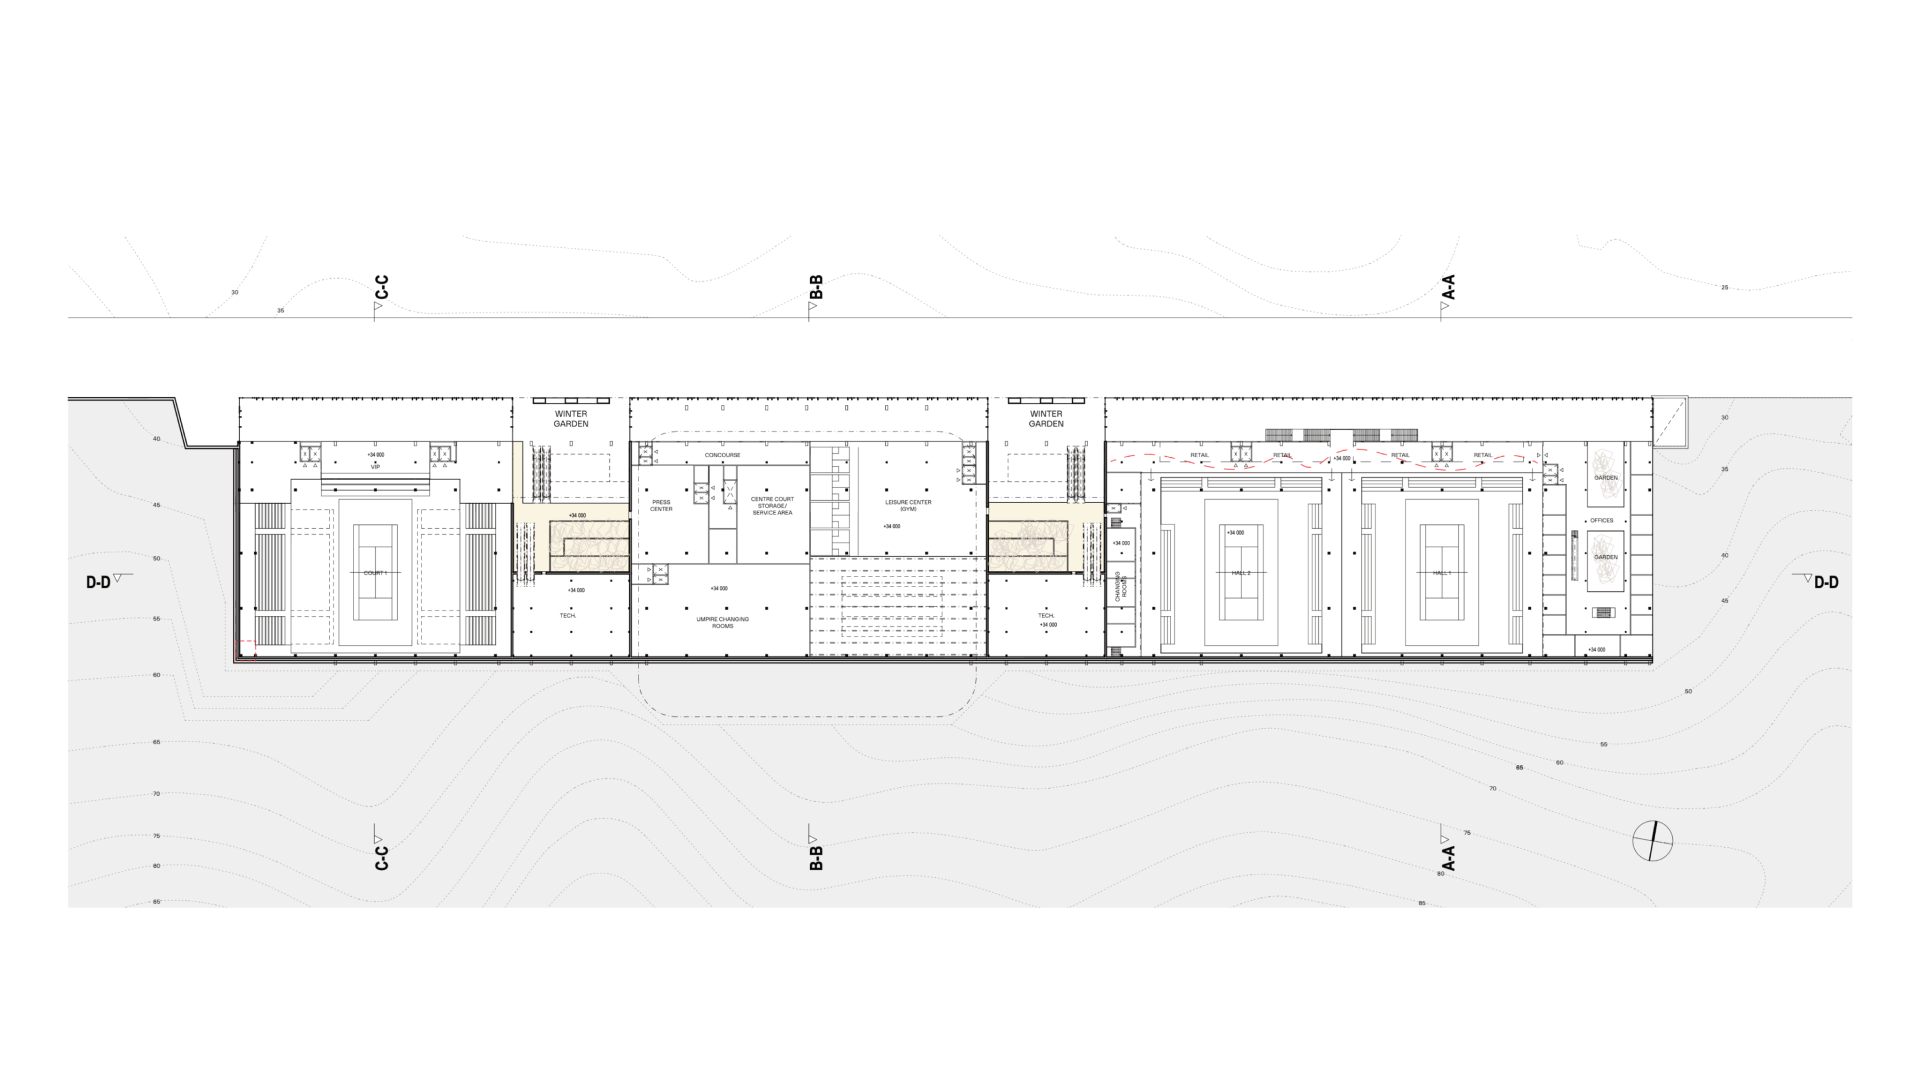 C-C
B-B
A-A
30
35
25
WINTER
GARDEN
WINTER
GARDEN
30
40
+34 000
VIP
CONCOURSE
RETAIL
RETAIL
+34 000
RETAIL
RETAIL
35
GARDEN
45
PRESS
CENTER
CENTRE COURT
STORAGE/
SERVICE AREA
LEISURE CENTER
(GYM)
+34 000
+34 000
OFFICES
+34 000
+34 000
50
GARDEN
40
D-D
COURT 1
HALL 2
HALL 1
D-D
+34 000
+34 000
CHANGING
ROOMS
45
TECH.
UMPIRE CHANGING
ROOMS
TECH.
+34 000
55
+34 000
60
50
65
55
60
65
70
70
75
75
C-C
B-B
A-A
80
80
85
85